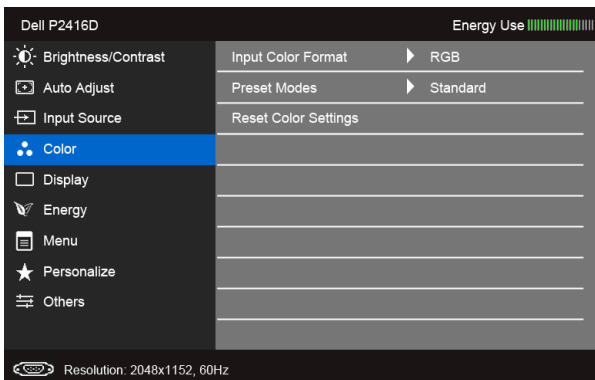 Dell P2416D Energy Use
Brightness/Contrast Input Color Format RGB
Auto Adjust Preset Modes Standard
Input Source Reset Color Settings
Color
Display
Energy
Menu
Personalize
Others
Resolution: 2048x1152, 60Hz